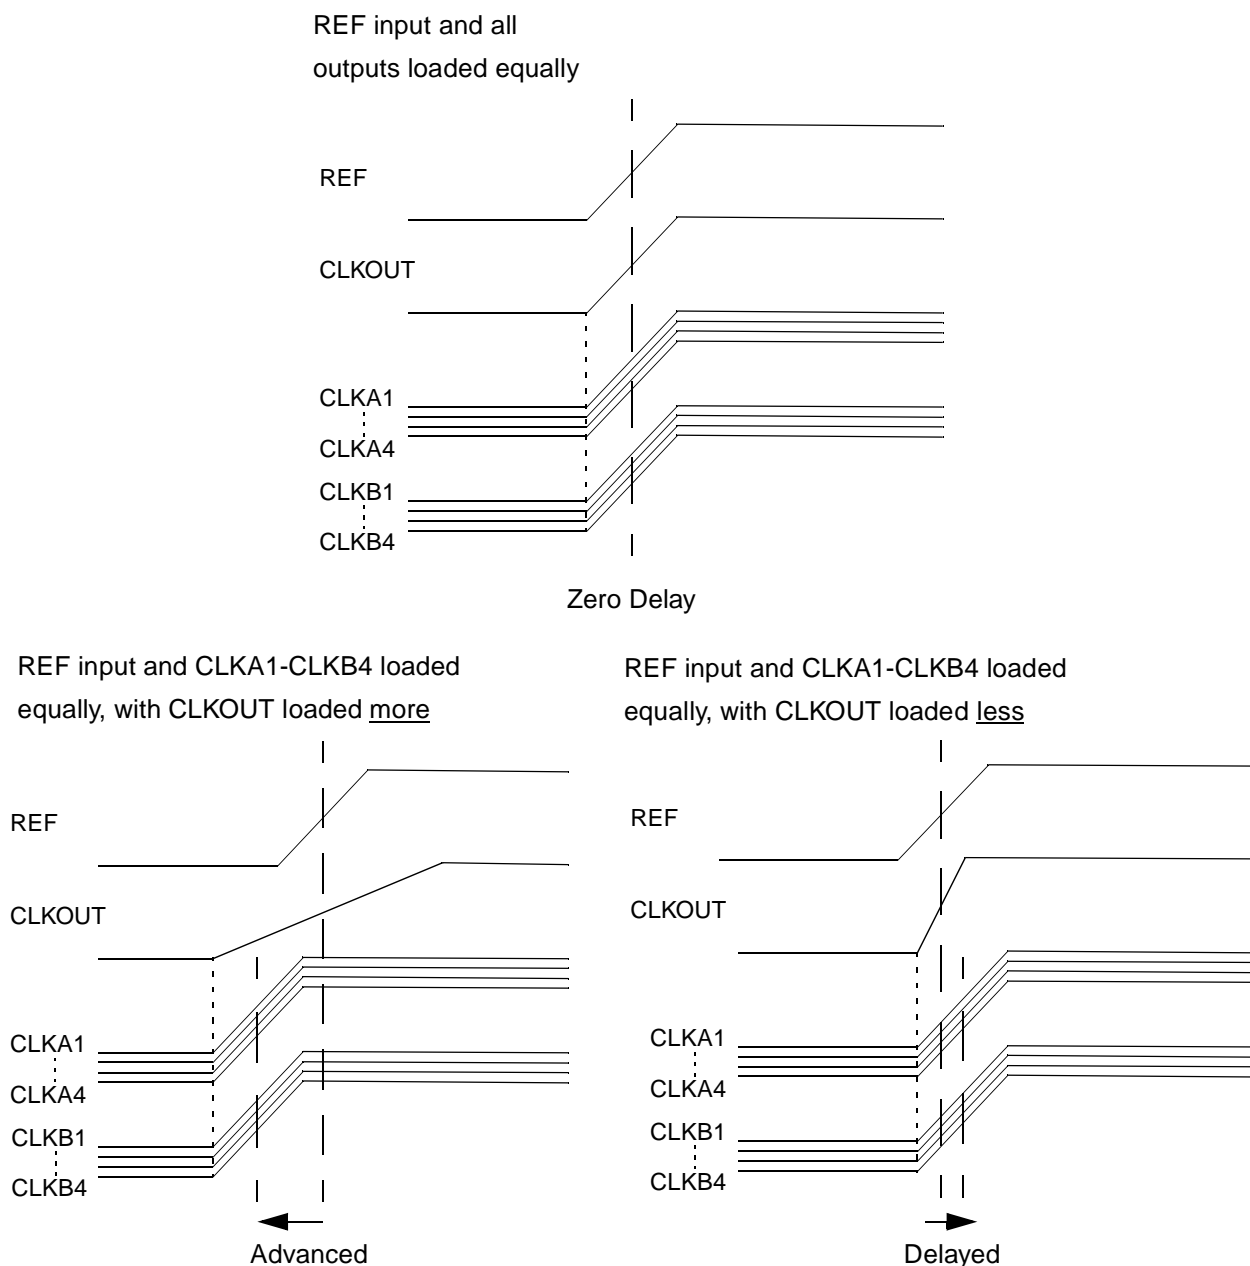 REF input and all
outputs loaded equally
REF
CLKOUT
CLKA1
CLKA4
CLKB1
CLKB4
Zero Delay
REF input and CLKA1-CLKB4 loaded
equally, with CLKOUT loaded more
REF
CLKOUT
CLKA1
CLKA4
CLKB1
CLKB4
Advanced
REF input and CLKA1-CLKB4 loaded
equally, with CLKOUT loaded less
REF
CLKOUT
CLKA1
CLKA4
CLKB1
CLKB4
Delayed